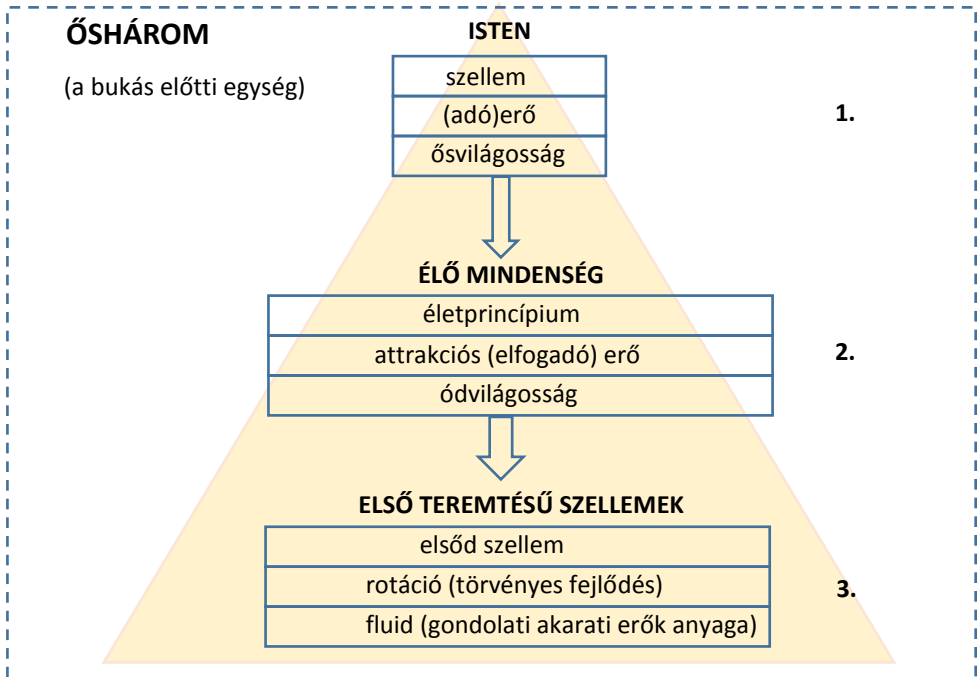 ŐSHÁROM
(a bukás előtti egység)
ISTEN
szellem
(adó)erő
ősvilágosság
1.
ÉLŐ MINDENSÉG
életprincípium
attrakciós (elfogadó) erő
ódvilágosság
2.
ELSŐ TEREMTÉSŰ SZELLEMEK
elsőd szellem
rotáció (törvényes fejlődés)
fluid (gondolati akarati erők anyaga)
3.